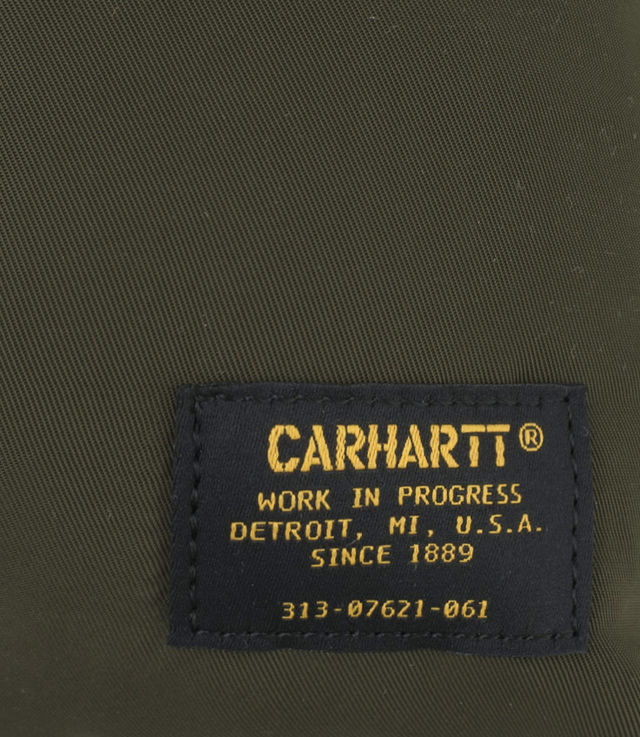 CARHARTT®
WORK IN PROGRESS
DETROIT, MI, U.S.A.
SINCE 1889
313-07621-061